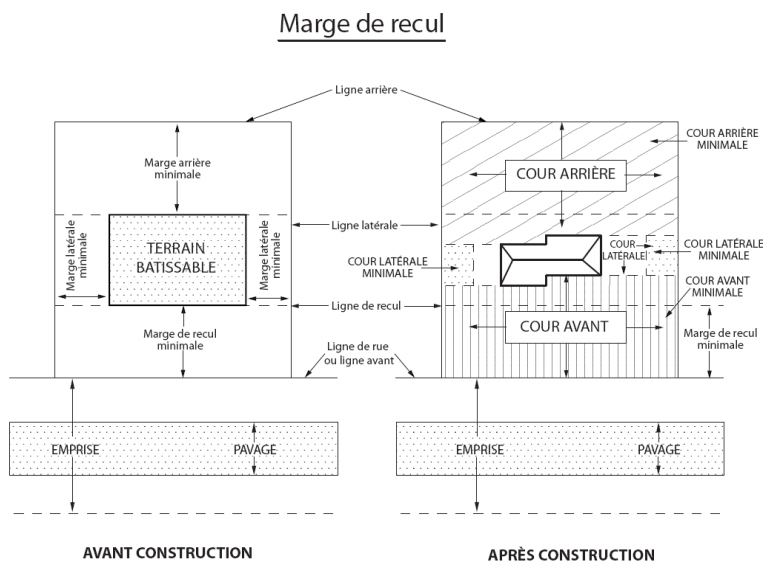 Marge de recul
Ligne arrière
Marge arrière
minimale
COUR ARRIÈRE
MINIMALE
COUR ARRIÈRE
Marge latérale
minimale
TERRAIN
BATISSABLE
Marge latérale
minimale
Ligne latérale
COUR LATÉRALE
MINIMALE
COUR
LATÉRALE
COUR LATÉRALE
MINIMALE
COUR AVANT
MINIMALE
Ligne de recul
Marge de recul
minimale
COUR AVANT
Marge de recul
minimale
Ligne de rue
ou ligne avant
EMPRISE
PAVAGE
EMPRISE
PAVAGE
AVANT CONSTRUCTION
APRÈS CONSTRUCTION